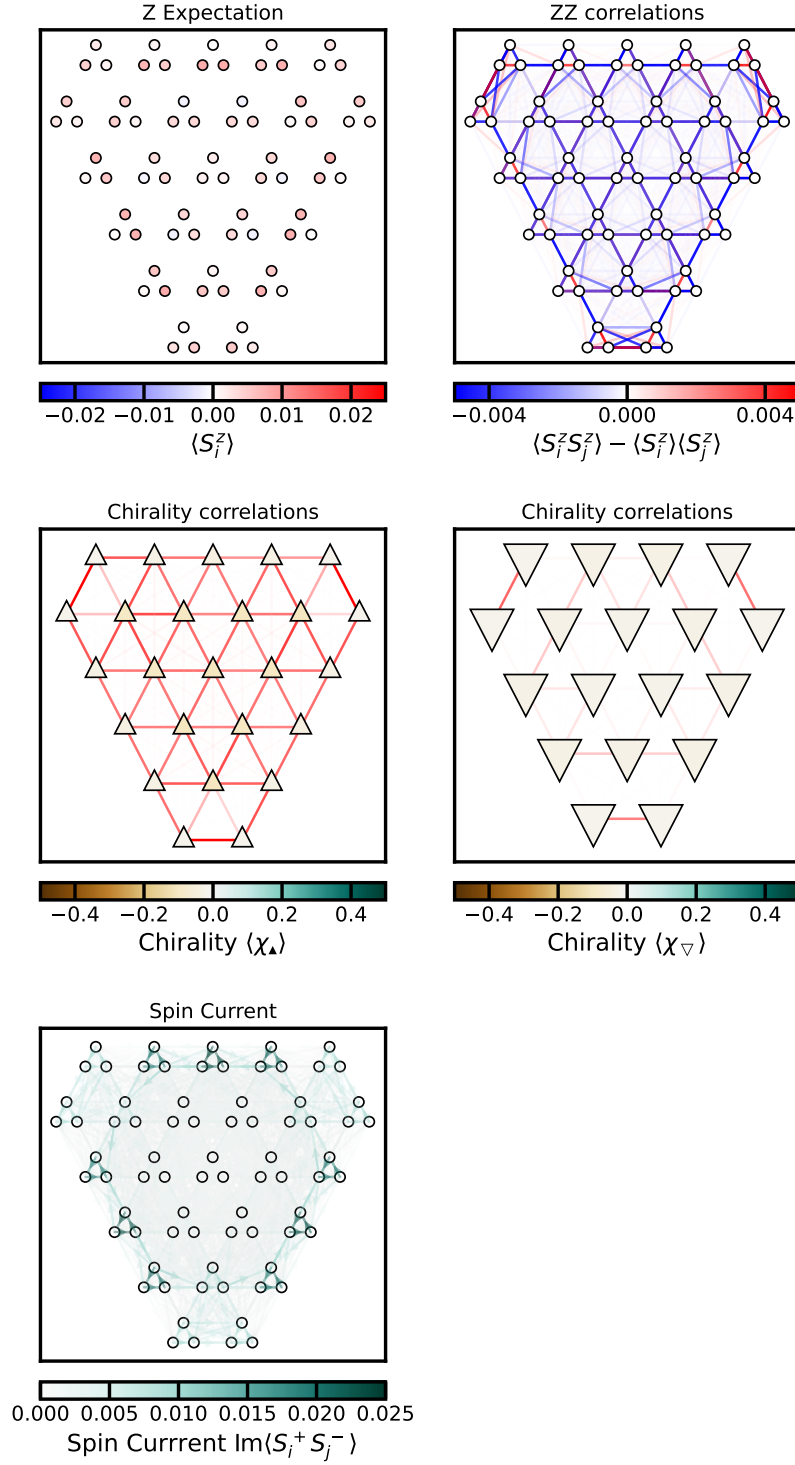 Z Expectation
ZZ correlations
−0.02 −0.01 0.00 0.01 0.02
−0.004 0.000 0.004
⟨S_i^z⟩
⟨S_i^z S_j^z⟩ − ⟨S_i^z⟩⟨S_j^z⟩
Chirality correlations
Chirality correlations
−0.4 −0.2 0.0 0.2 0.4
−0.4 −0.2 0.0 0.2 0.4
Chirality ⟨χ_▲⟩
Chirality ⟨χ_▽⟩
Spin Current
0.000 0.005 0.010 0.015 0.020 0.025
Spin Currrent Im⟨S_i^+ S_j^−⟩